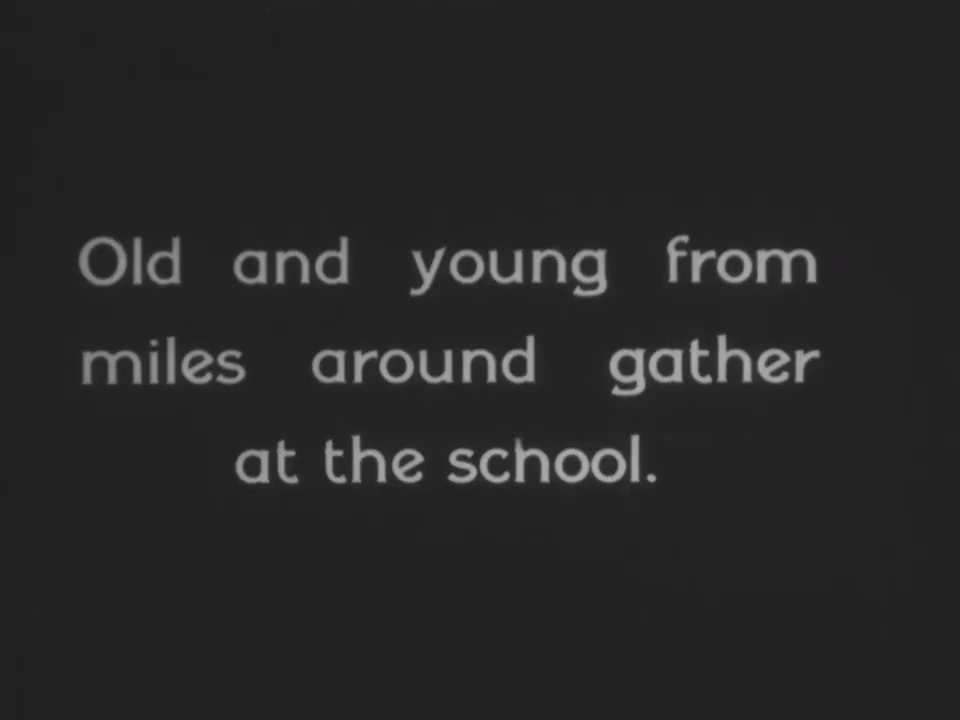 Old and young from
miles around gather
at the school.